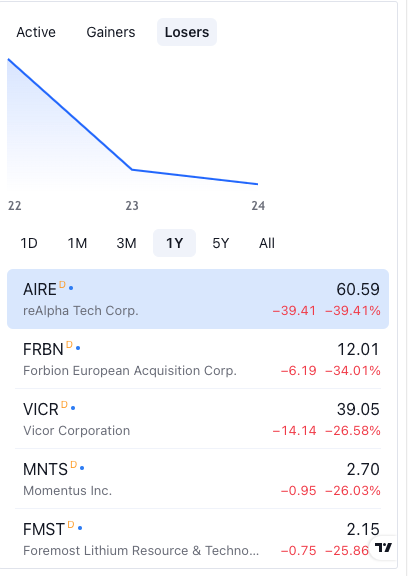 Active Gainers Losers
22 23 24
1D 1M 3M 1Y 5Y All
AIRE D 60.59
reAlpha Tech Corp. −39.41 −39.41%
FRBN D 12.01
Forbion European Acquisition Corp. −6.19 −34.01%
VICR D 39.05
Vicor Corporation −14.14 −26.58%
MNTS D 2.70
Momentus Inc. −0.95 −26.03%
FMST D 2.15
Foremost Lithium Resource & Techno... −0.75 −25.86